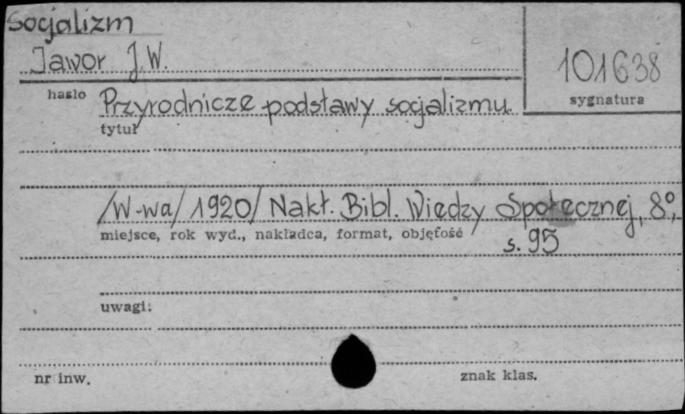 Socjalizm
Jawor J.W.
101638
hasło
sygnatura
Przyrodnicze podstawy socjalizmu.
tytuł
/W-wa/ 1920/ Nakł. Bibl. Wiedzy Społecznej, 8°,
miejsce, rok wyd., nakładca, format, objętość
s. 95
uwagi:
nr inw.
znak klas.